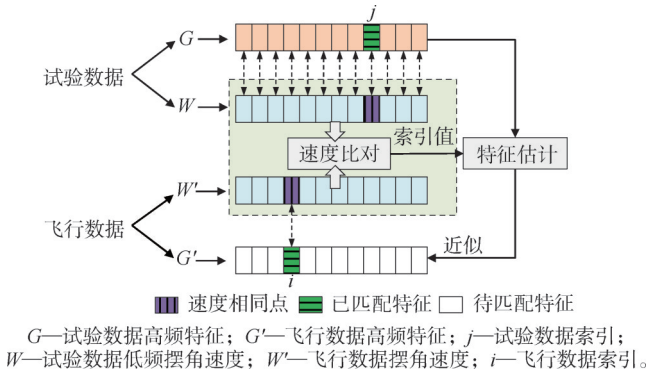 j
G
试验数据
W
索引值
速度比对
特征估计
W'
飞行数据
G'
近似
i
速度相同点 已匹配特征 待匹配特征
G—试验数据高频特征；G'—飞行数据高频特征；j—试验数据索引；
W—试验数据低频摆角速度；W'—飞行数据摆角速度；i—飞行数据索引。